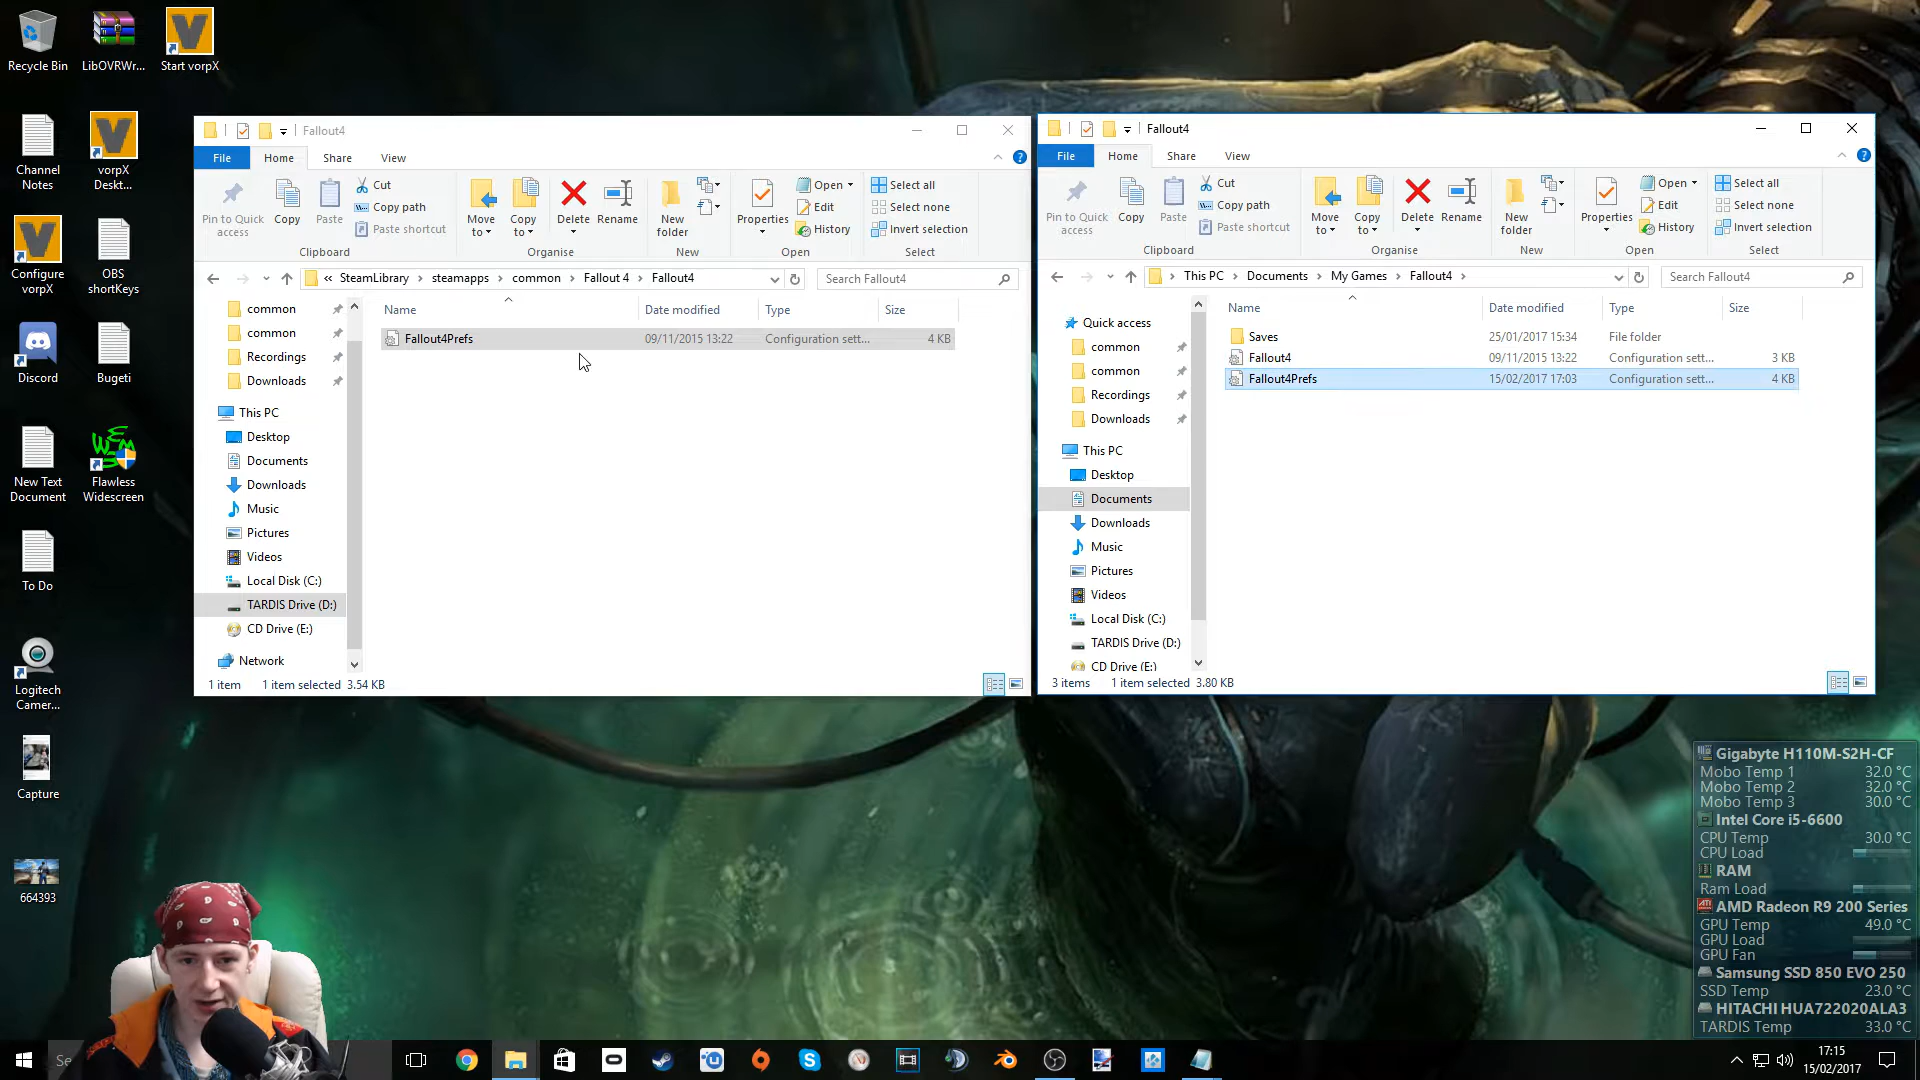 Recycle Bin
LibOVRWr...
Start vorpX
Channel
Notes
vorpX
Deskt...
Configure
vorpX
OBS
shortKeys
Discord
Bugeti
New Text
Document
Flawless
Widescreen
To Do
Logitech
Camer...
Capture
664393
Fallout4
File
Home
Share
View
Pin to Quick
access
Copy
Paste
Cut
Copy path
Paste shortcut
Clipboard
Move
to
Copy
to
Delete
Rename
Organise
New
folder
New
Properties
Open
Edit
History
Open
Select all
Select none
Invert selection
Select
« SteamLibrary > steamapps > common > Fallout 4 > Fallout4
Search Fallout4
Name
Date modified
Type
Size
Fallout4Prefs 09/11/2015 13:22 Configuration sett... 4 KB
common
common
Recordings
Downloads
This PC
Desktop
Documents
Downloads
Music
Pictures
Videos
Local Disk (C:)
TARDIS Drive (D:)
CD Drive (E:)
Network
1 item 1 item selected 3.54 KB
Fallout4
File
Home
Share
View
Pin to Quick
access
Copy
Paste
Cut
Copy path
Paste shortcut
Clipboard
Move
to
Copy
to
Delete
Rename
Organise
New
folder
New
Properties
Open
Edit
History
Open
Select all
Select none
Invert selection
Select
> This PC > Documents > My Games > Fallout4 >
Search Fallout4
Name
Date modified
Type
Size
Saves 25/01/2017 15:34 File folder
Fallout4 09/11/2015 13:22 Configuration sett... 3 KB
Fallout4Prefs 15/02/2017 17:03 Configuration sett... 4 KB
Quick access
common
common
Recordings
Downloads
This PC
Desktop
Documents
Downloads
Music
Pictures
Videos
Local Disk (C:)
TARDIS Drive (D:)
CD Drive (E:)
3 items 1 item selected 3.80 KB
Gigabyte H110M-S2H-CF
Mobo Temp 1 32.0 °C
Mobo Temp 2 32.0 °C
Mobo Temp 3 30.0 °C
Intel Core i5-6600
CPU Temp 30.0 °C
CPU Load
RAM
Ram Load
ATI AMD Radeon R9 200 Series
GPU Temp 49.0 °C
GPU Load
GPU Fan
Samsung SSD 850 EVO 250
SSD Temp 23.0 °C
HITACHI HUA722020ALA3
TARDIS Temp 33.0 °C
Se
17:15
15/02/2017